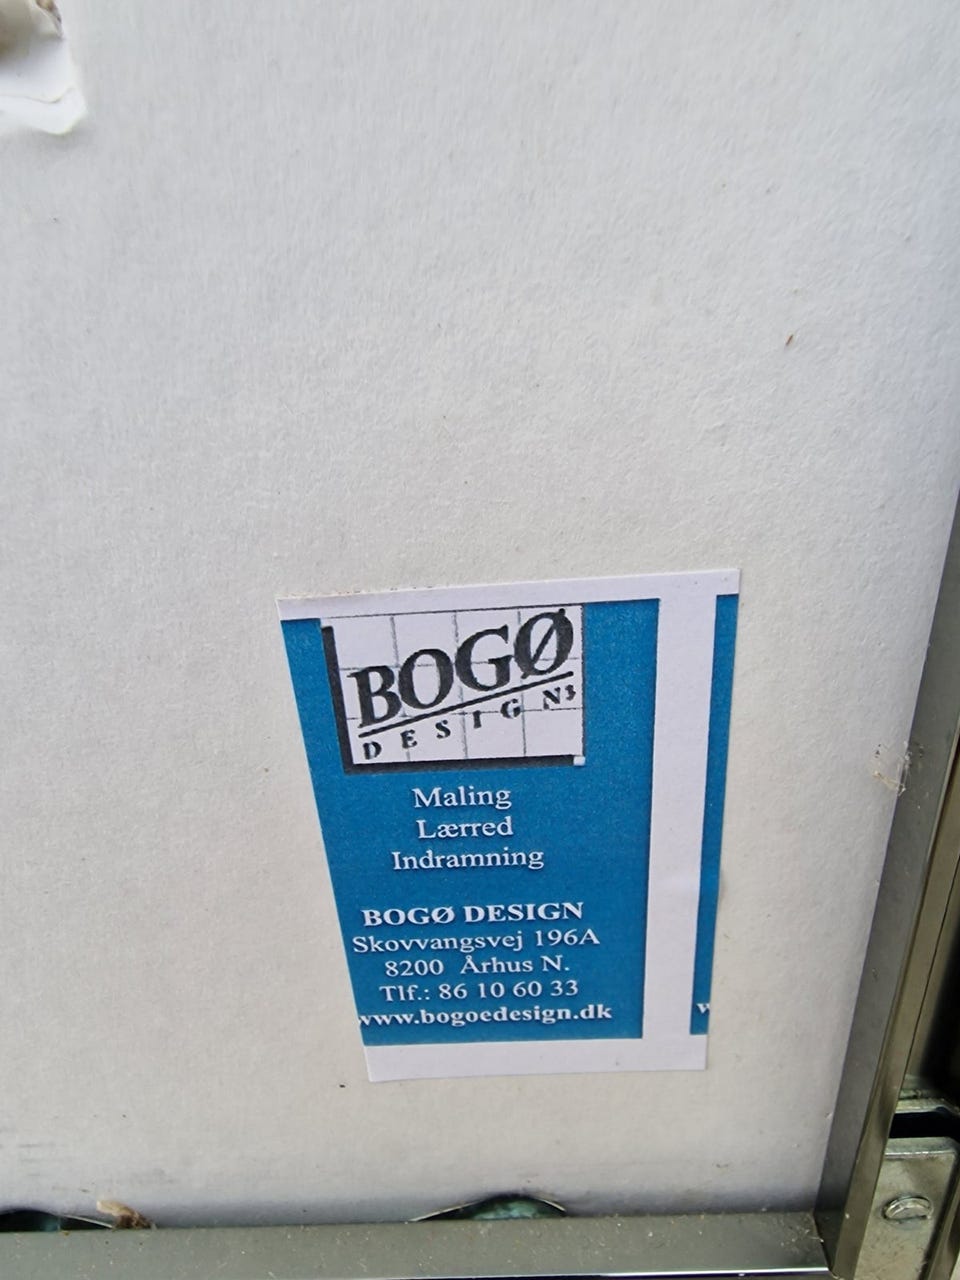 BOGØ
DESIGN
Maling
Lærred
Indramning
BOGØ DESIGN
Skovvangsvej 196A
8200 Århus N.
Tlf.: 86 10 60 33
www.bogoedesign.dk
w